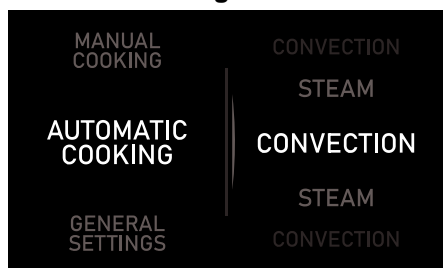 MANUAL
COOKING
AUTOMATIC
COOKING
GENERAL
SETTINGS
CONVECTION
STEAM
CONVECTION
STEAM
CONVECTION